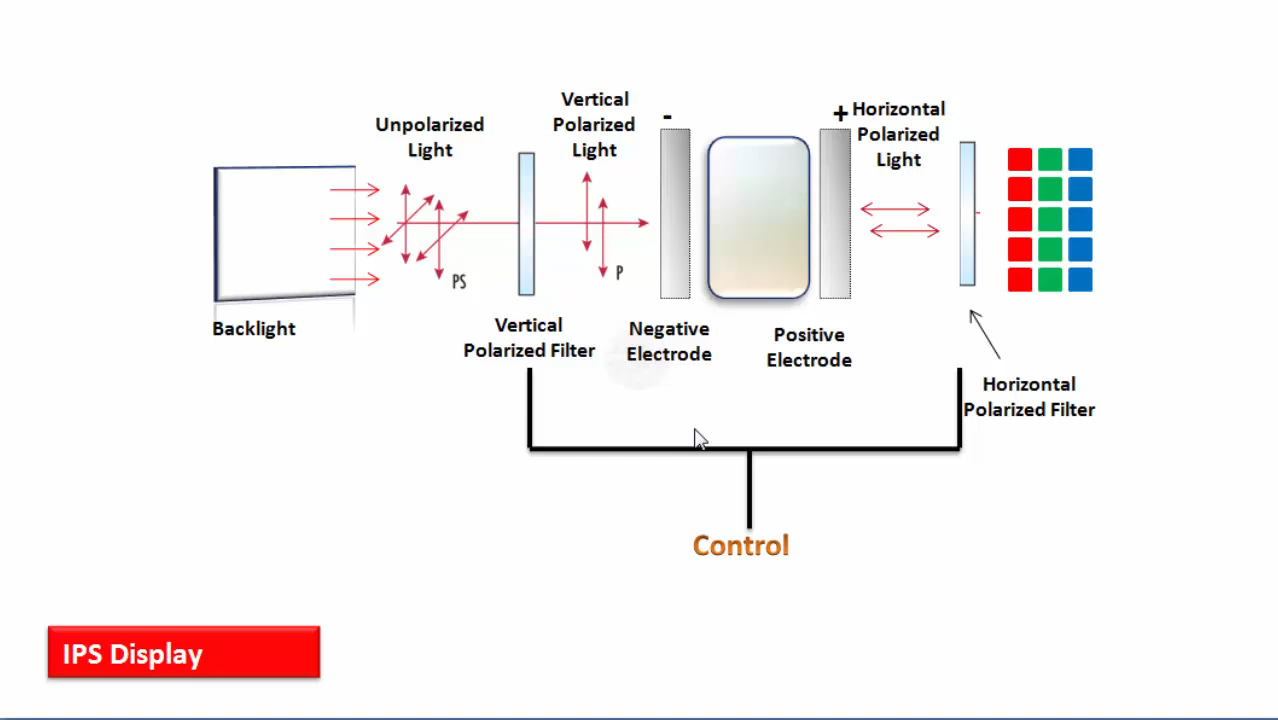 Unpolarized
Light
Vertical
Polarized
Light
-
+
Horizontal
Polarized
Light
PS
P
Backlight
Vertical
Polarized Filter
Negative
Electrode
Positive
Electrode
Horizontal
Polarized Filter
Control
IPS Display